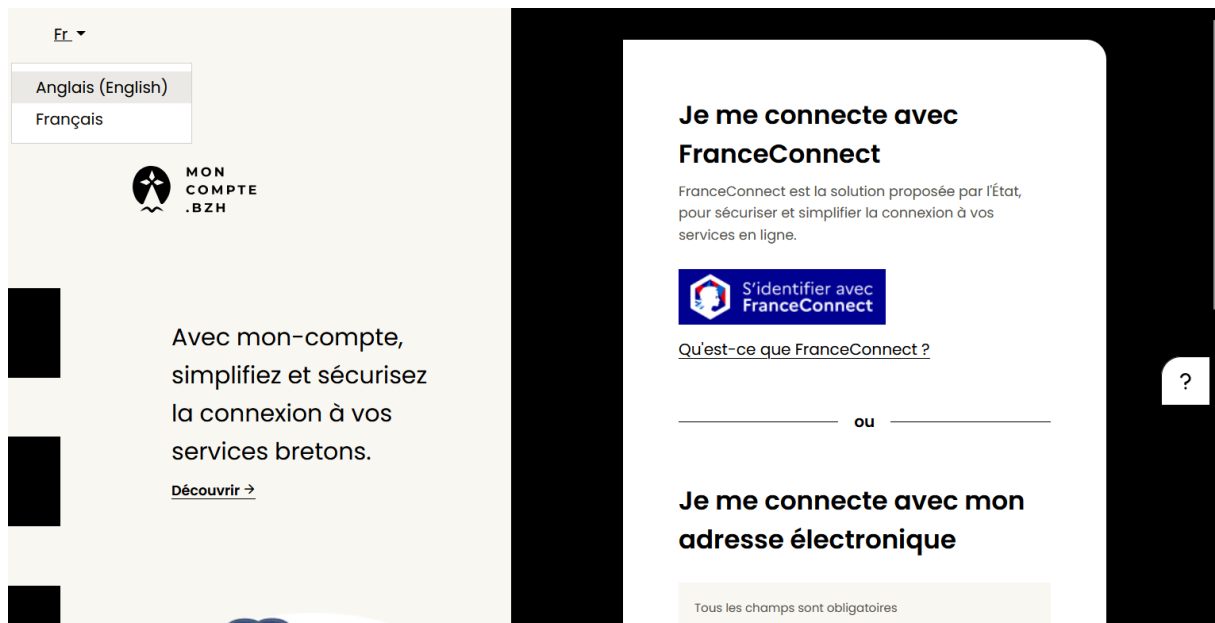 Fr
Anglais (English)
Français
MON
COMPTE
.BZH
Avec mon-compte,
simplifiez et sécurisez
la connexion à vos
services bretons.
Découvrir →
Je me connecte avec
FranceConnect
FranceConnect est la solution proposée par l'État,
pour sécuriser et simplifier la connexion à vos
services en ligne.
S'identifier avec
FranceConnect
Qu'est-ce que FranceConnect ?
ou
Je me connecte avec mon
adresse électronique
Tous les champs sont obligatoires
?